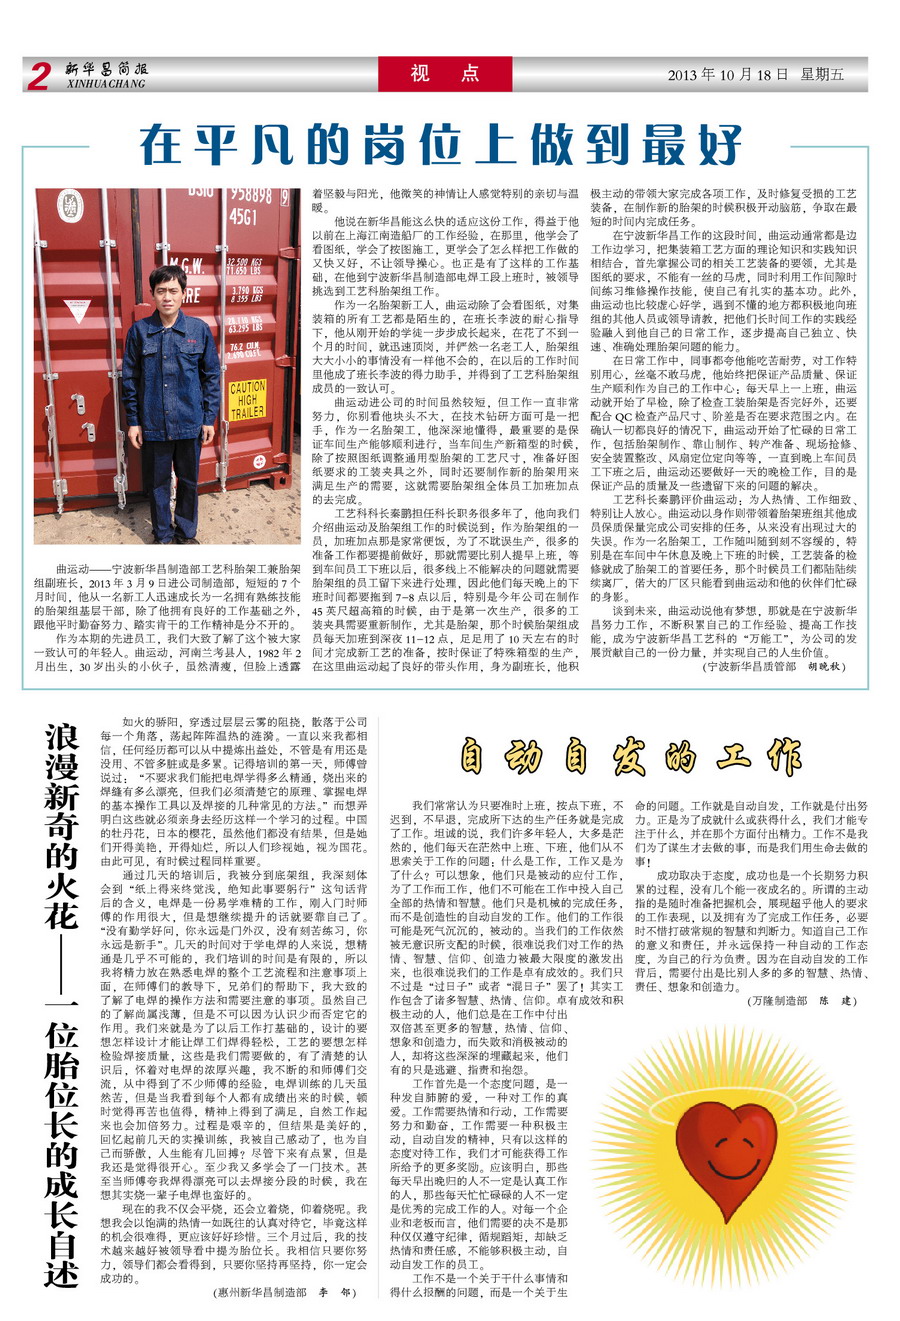 2
新华昌简报
XINHUACHANG
视 点
2013 年 10 月 18 日 星期五
在平凡的岗位上做到最好
958898 9
45G1
M.G.W.
32.500 KGS
71.650 LBS
3.790 KGS
8 355 LBS
63.295 LBS
76.2 CU.M.
CAUTION
HIGH
TRAILER
曲运动——宁波新华昌制造部工艺科胎架工兼胎架
组副班长，2013 年 3 月 9 日进公司制造部，短短的 7 个
月时间，他从一名新工人迅速成长为一名拥有熟练技能
的胎架组基层干部，除了他拥有良好的工作基础之外，
跟他平时勤奋努力、踏实肯干的工作精神是分不开的。
作为本期的先进员工，我们大致了解了这个被大家
一致认可的年轻人。曲运动，河南兰考县人，1982 年 2
月出生，30 岁出头的小伙子，虽然清瘦，但脸上透露
着坚毅与阳光，他微笑的神情让人感觉特别的亲切与温
暖。
他说在新华昌能这么快的适应这份工作，得益于他
以前在上海江南造船厂的工作经验，在那里，他学会了
看图纸，学会了按图施工，更学会了怎么样把工作做的
又快又好，不让领导操心。也正是有了这样的工作基
础，在他到宁波新华昌制造部电焊工段上班时，被领导
挑选到工艺科胎架组工作。
作为一名胎架新工人，曲运动除了会看图纸，对集
装箱的所有工艺都是陌生的，在班长李波的耐心指导
下，他从刚开始的学徒一步步成长起来，在花了不到一
个月的时间，就迅速顶岗，并俨然一名老工人，胎架组
大大小小的事情没有一样他不会的，在以后的工作时间
里他成了班长李波的得力助手，并得到了工艺科胎架组
成员的一致认可。
曲运动进公司的时间虽然较短，但工作一直非常
努力，你别看他块头不大，在技术钻研方面可是一把
手，作为一名胎架工，他深深地懂得，最重要的是保
证车间生产能够顺利进行，当车间生产新箱型的时候，
除了按照图纸调整通用型胎架的工艺尺寸，准备好图
纸要求的工装夹具之外，同时还要制作新的胎架用来
满足生产的需要，这就需要胎架组全体员工加班加点
的去完成。
工艺科科长秦鹏担任科长职务很多年了，他向我们
介绍曲运动及胎架组工作的时候说到：作为胎架组的一
员，加班加点那是家常便饭，为了不耽误生产，很多的
准备工作都要提前做好，那就需要比别人提早上班，等
到车间员工下班以后，很多线上不能解决的问题就需要
胎架组的员工留下来进行处理，因此他们每天晚上的下
班时间都要拖到 7-8 点以后，特别是今年公司在制作
45 英尺超高箱的时候，由于是第一次生产，很多的工
装夹具需要重新制作，尤其是胎架，那个时候胎架组成
员每天加班到深夜 11-12 点，足足用了 10 天左右的时
间才完成新工艺的准备，按时保证了特殊箱型的生产，
在这里曲运动起了良好的带头作用，身为副班长，他积
极主动的带领大家完成各项工作，及时修复受损的工艺
装备，在制作新的胎架的时候积极开动脑筋，争取在最
短的时间内完成任务。
在宁波新华昌工作的这段时间，曲运动通常都是边
工作边学习，把集装箱工艺方面的理论知识和实践知识
相结合，首先掌握公司的相关工艺装备的要领，尤其是
图纸的要求，不能有一丝的马虎，同时利用工作间隙时
间练习维修操作技能，使自己有扎实的基本功。此外，
曲运动也比较虚心好学，遇到不懂的地方都积极地向班
组的其他人员或领导请教，把他们长时间工作的实践经
验融入到他自己的日常工作，逐步提高自己独立、快
速、准确处理胎架问题的能力。
在日常工作中，同事都夸他能吃苦耐劳，对工作特
别用心，丝毫不敢马虎，他始终把保证产品质量、保证
生产顺利作为自己的工作中心：每天早上一上班，曲运
动就开始了早检，除了检查工装胎架是否完好外，还要
配合 QC 检查产品尺寸、阶差是否在要求范围之内。在
确认一切都良好的情况下，曲运动开始了忙碌的日常工
作，包括胎架制作、靠山制作、转产准备、现场抢修、
安全装置整改、风扇定位定向等等，一直到晚上车间员
工下班之后，曲运动还要做好一天的晚检工作，目的是
保证产品的质量及一些遗留下来的问题的解决。
工艺科长秦鹏评价曲运动：为人热情、工作细致、
特别让人放心。曲运动以身作则带领着胎架班组其他成
员保质保量完成公司安排的任务，从来没有出现过大的
失误。作为一名胎架工，工作随叫随到刻不容缓的，特
别是在车间中午休息及晚上下班的时候，工艺装备的检
修就成了胎架工的首要任务，那个时候员工们都陆陆续
续离厂，偌大的厂区只能看到曲运动和他的伙伴们忙碌
的身影。
谈到未来，曲运动说他有梦想，那就是在宁波新华
昌努力工作，不断积累自己的工作经验、提高工作技
能，成为宁波新华昌工艺科的“万能工”，为公司的发
展贡献自己的一份力量，并实现自己的人生价值。
（宁波新华昌质管部 胡晚秋）
浪漫新奇的火花——一位胎位长的成长自述
如火的骄阳，穿透过层层云雾的阻挠，散落于公司
每一个角落，荡起阵阵温热的涟漪。一直以来我都相
信，任何经历都可以从中提炼出益处，不管是有用还是
没用、不管多脏或是多累。记得培训的第一天，师傅曾
说过：“不要求我们能把电焊学得多么精通，烧出来的
焊缝有多么漂亮，但我们必须清楚它的原理、掌握电焊
的基本操作工具以及焊接的几种常见的方法。”而想弄
明白这些就必须亲身去经历这样一个学习的过程。中国
的牡丹花，日本的樱花，虽然他们都没有结果，但是她
们开得美艳，开得灿烂，所以人们珍视她，视为国花。
由此可见，有时候过程同样重要。
通过几天的培训后，我被分到底架组，我深刻体
会到“纸上得来终觉浅，绝知此事要躬行”这句话背
后的含义，电焊是一份易学难精的工作，刚入门时师
傅的作用很大，但是想继续提升的话就要靠自己了。
“没有勤学好问，你永远是门外汉，没有刻苦练习，你
永远是新手”。几天的时间对于学电焊的人来说，想精
通是几乎不可能的，我们培训的时间是有限的，所以
我将精力放在熟悉电焊的整个工艺流程和注意事项上
面，在师傅们的教导下，兄弟们的帮助下，我大致的
了解了电焊的操作方法和需要注意的事项。虽然自己
的了解尚属浅薄，但是不可以因为认识少而否定它的
作用。我们来就是为了以后工作打基础的，设计的要
想怎样设计才能让焊工们焊得轻松，工艺的要想怎样
检验焊接质量，这些是我们需要做的，有了清楚的认
识后，怀着对电焊的浓厚兴趣，我不断的和师傅们交
流，从中得到了不少师傅的经验，电焊训练的几天虽
然苦，但是当我看到每个人都有成绩出来的时候，顿
时觉得再苦也值得，精神上得到了满足，自然工作起
来也会加倍努力。过程是艰辛的，但结果是美好的，
回忆起前几天的实操训练，我被自己感动了，也为自
己而骄傲，人生能有几回搏？尽管下来有点累，但是
我还是觉得很开心。至少我又多学会了一门技术。甚
至当师傅夸我焊得漂亮可以去焊接分段的时候，我在
想其实烧一辈子电焊也蛮好的。
现在的我不仅会平烧，还会立着烧，仰着烧呢。我
想我会以饱满的热情一如既往的认真对待它，毕竟这样
的机会很难得，更应该好好珍惜。三个月过后，我的技
术越来越好被领导看中提为胎位长。我相信只要你努
力，领导们都会看得到，只要你坚持再坚持，你一定会
成功的。
（惠州新华昌制造部 李 邻）
自动自发的工作
我们常常认为只要准时上班，按点下班，不
迟到，不早退，完成所下达的生产任务就是完成
了工作。坦诚的说，我们许多年轻人，大多是茫
然的，他们每天在茫然中上班、下班，他们从不
思索关于工作的问题：什么是工作，工作又是为
了什么？可以想象，他们只是被动的应付工作，
为了工作而工作，他们不可能在工作中投入自己
全部的热情和智慧。他们只是机械的完成任务，
而不是创造性的自动自发的工作。他们的工作很
可能是死气沉沉的，被动的。当我们的工作依然
被无意识所支配的时候，很难说我们对工作的热
情、智慧、信仰、创造力被最大限度的激发出
来，也很难说我们的工作是卓有成效的。我们只
不过是“过日子”或者“混日子”罢了！其实工
作包含了诸多智慧、热情、信仰。卓有成效和积
极主动的人，他们总是在工作中付出
双倍甚至更多的智慧，热情、信仰、
想象和创造力，而失败和消极被动的
人，却将这些深深的埋藏起来，他们
有的只是逃避、指责和抱怨。
工作首先是一个态度问题，是一
种发自肺腑的爱，一种对工作的真
爱。工作需要热情和行动，工作需要
努力和勤奋，工作需要一种积极主
动，自动自发的精神，只有以这样的
态度对待工作，我们才可能获得工作
所给予的更多奖励。应该明白，那些
每天早出晚归的人不一定是认真工作
的人，那些每天忙忙碌碌的人不一定
是优秀的完成工作的人。对每一个企
业和老板而言，他们需要的决不是那
种仅仅遵守纪律，循规蹈矩，却缺乏
热情和责任感，不能够积极主动，自
动自发工作的员工。
工作不是一个关于干什么事情和
得什么报酬的问题，而是一个关于生
命的问题。工作就是自动自发，工作就是付出努
力。正是为了成就什么或获得什么，我们才能专
注于什么，并在那个方面付出精力。工作不是我
们为了谋生才去做的事，而是我们用生命去做的
事！
成功取决于态度，成功也是一个长期努力积
累的过程，没有几个能一夜成名的。所谓的主动
指的是随时准备把握机会，展现超乎他人的要求
的工作表现，以及拥有为了完成工作任务，必要
时不惜打破常规的智慧和判断力。知道自己工作
的意义和责任，并永远保持一种自动的工作态
度，为自己的行为负责。因为在自动自发的工作
背后，需要付出是比别人多的多的智慧、热情、
责任、想象和创造力。
（万隆制造部 陈 建）